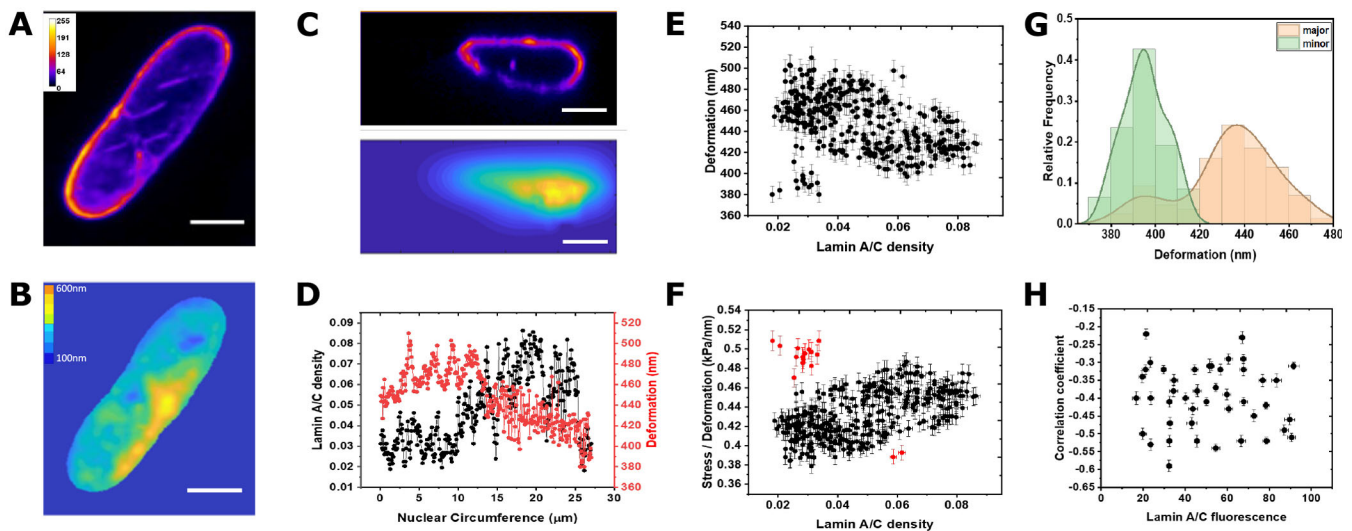 A
255
191
128
64
0
B
600nm
100nm
C
D
0.09
0.08
0.07
0.06
0.05
0.04
0.03
0.02
0.01
Lamin A/C density
520
500
480
460
440
420
400
380
360
Deformation (nm)
0 5 10 15 20 25 30
Nuclear Circumference (μm)
E
540
520
500
480
460
440
420
400
380
360
Deformation (nm)
0.02 0.04 0.06 0.08
Lamin A/C density
F
0.54
0.52
0.5
0.48
0.46
0.44
0.42
0.4
0.38
0.36
Stress / Deformation (kPa/nm)
0.02 0.04 0.06 0.08
Lamin A/C density
G
major
minor
0.5
0.4
0.3
0.2
0.1
0.0
Relative Frequency
380 400 420 440 460 480
Deformation (nm)
H
-0.15
-0.2
-0.25
-0.3
-0.35
-0.4
-0.45
-0.5
-0.55
-0.6
-0.65
Correlation coefficient
0 20 40 60 80 100
Lamin A/C fluorescence